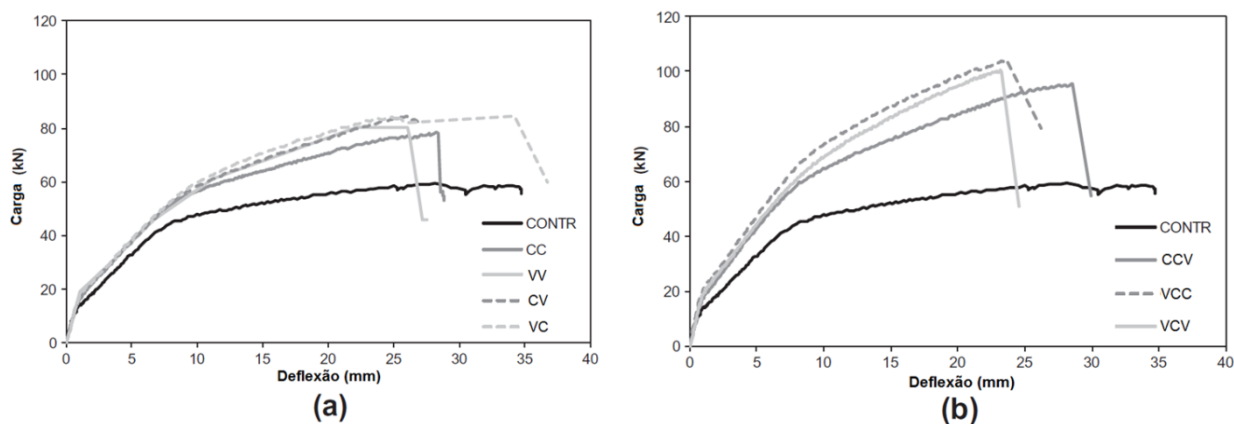 120
100
80
60
40
20
0
Carga (kN)
CONTR
CC
VV
CV
VC
0 5 10 15 20 25 30 35 40
Deflexão (mm)
(a)
120
100
80
60
40
20
0
Carga (kN)
CONTR
CCV
VCC
VCV
0 5 10 15 20 25 30 35 40
Deflexão (mm)
(b)